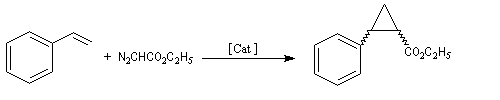 + N₂CHCO₂C₂H₅ [Cat] CO₂C₂H₅